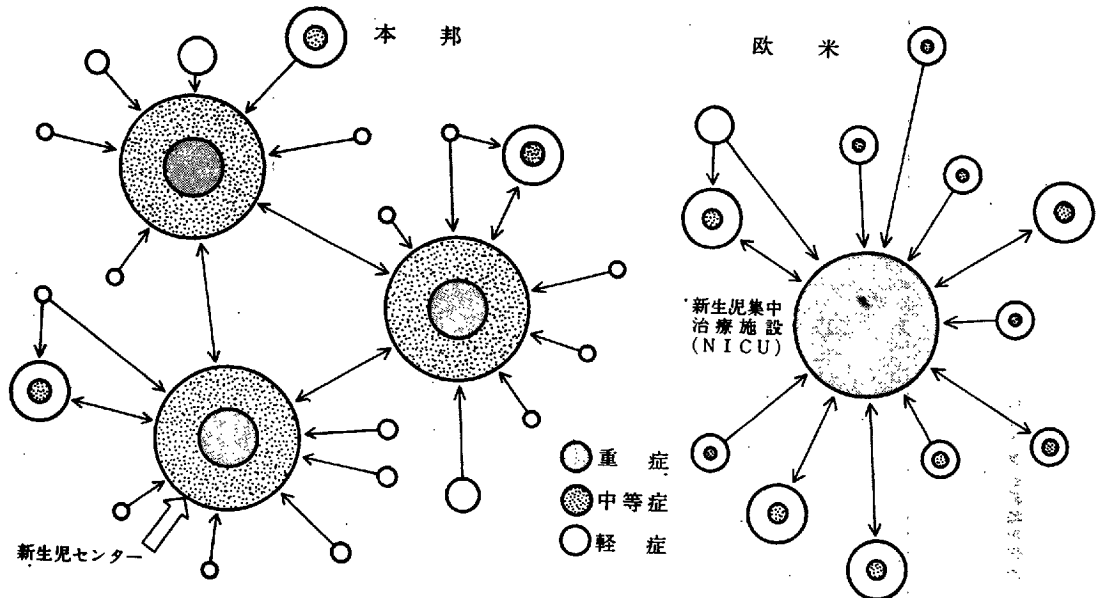 本邦
欧米
新生児集中
治療施設
(NICU)
重症
中等症
軽症
新生児センター